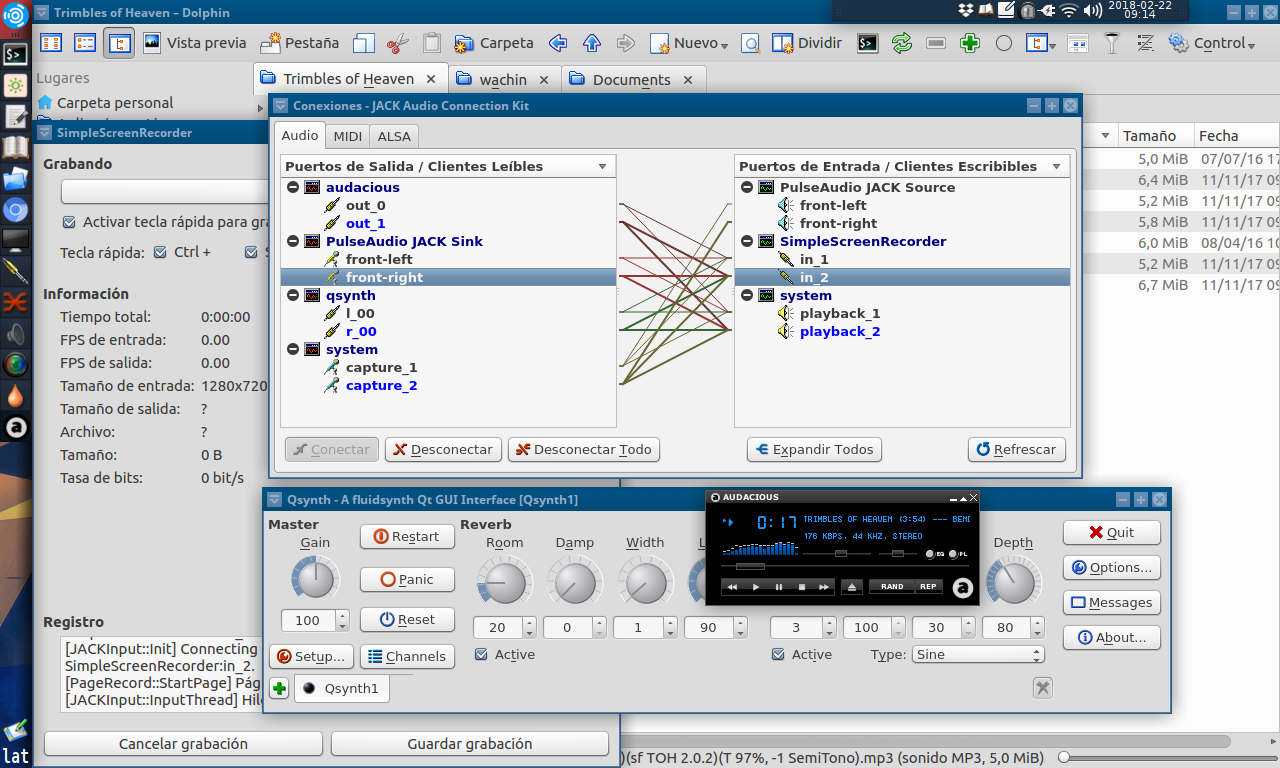 Trimbles of Heaven – Dolphin
2018-02-22
09:14
Vista previa
Pestaña
Carpeta
Nuevo
Dividir
Control
Lugares
Trimbles of Heaven
wachin
Documents
Carpeta personal
Tamaño
Fecha
5,0 MiB 07/07/16 17
6,4 MiB 11/11/17 09
5,2 MiB 11/11/17 09
5,8 MiB 11/11/17 09
6,0 MiB 08/04/16 10
5,2 MiB 11/11/17 09
6,7 MiB 11/11/17 09
SimpleScreenRecorder
Grabando
Activar tecla rápida para gra
Tecla rápida: Ctrl +
Información
Tiempo total: 0:00:00
FPS de entrada: 0.00
FPS de salida: 0.00
Tamaño de entrada: 1280x720
Tamaño de salida: ?
Archivo: ?
Tamaño: 0 B
Tasa de bits: 0 bit/s
Registro
[JACKInput::Init] Connecting
SimpleScreenRecorder:in_2.
[PageRecord::StartPage] Pág
[JACKInput::InputThread] Hilo
Cancelar grabación
Guardar grabación
Conexiones - JACK Audio Connection Kit
Audio MIDI ALSA
Puertos de Salida / Clientes Leíbles
audacious
out_0
out_1
PulseAudio JACK Sink
front-left
front-right
qsynth
l_00
r_00
system
capture_1
capture_2
Puertos de Entrada / Clientes Escribibles
PulseAudio JACK Source
front-left
front-right
SimpleScreenRecorder
in_1
in_2
system
playback_1
playback_2
Conectar
Desconectar
Desconectar Todo
Expandir Todos
Refrescar
Qsynth - A fluidsynth Qt GUI Interface [Qsynth1]
Master
Gain
100
Restart
Panic
Reset
Setup...
Channels
Reverb
Room Damp Width
20 0 1 90
Active
Depth
3 100 30 80
Active Type: Sine
Quit
Options...
Messages
About...
Qsynth1
AUDACIOUS
0:17
TRIMBLES OF HEAVEN (3:54) --- BENI
176 KBPS, 44 KHZ, STEREO
EQ PL
RAND REP
a
lat
)(sf TOH 2.0.2)(T 97%, -1 SemiTono).mp3 (sonido MP3, 5,0 MiB)